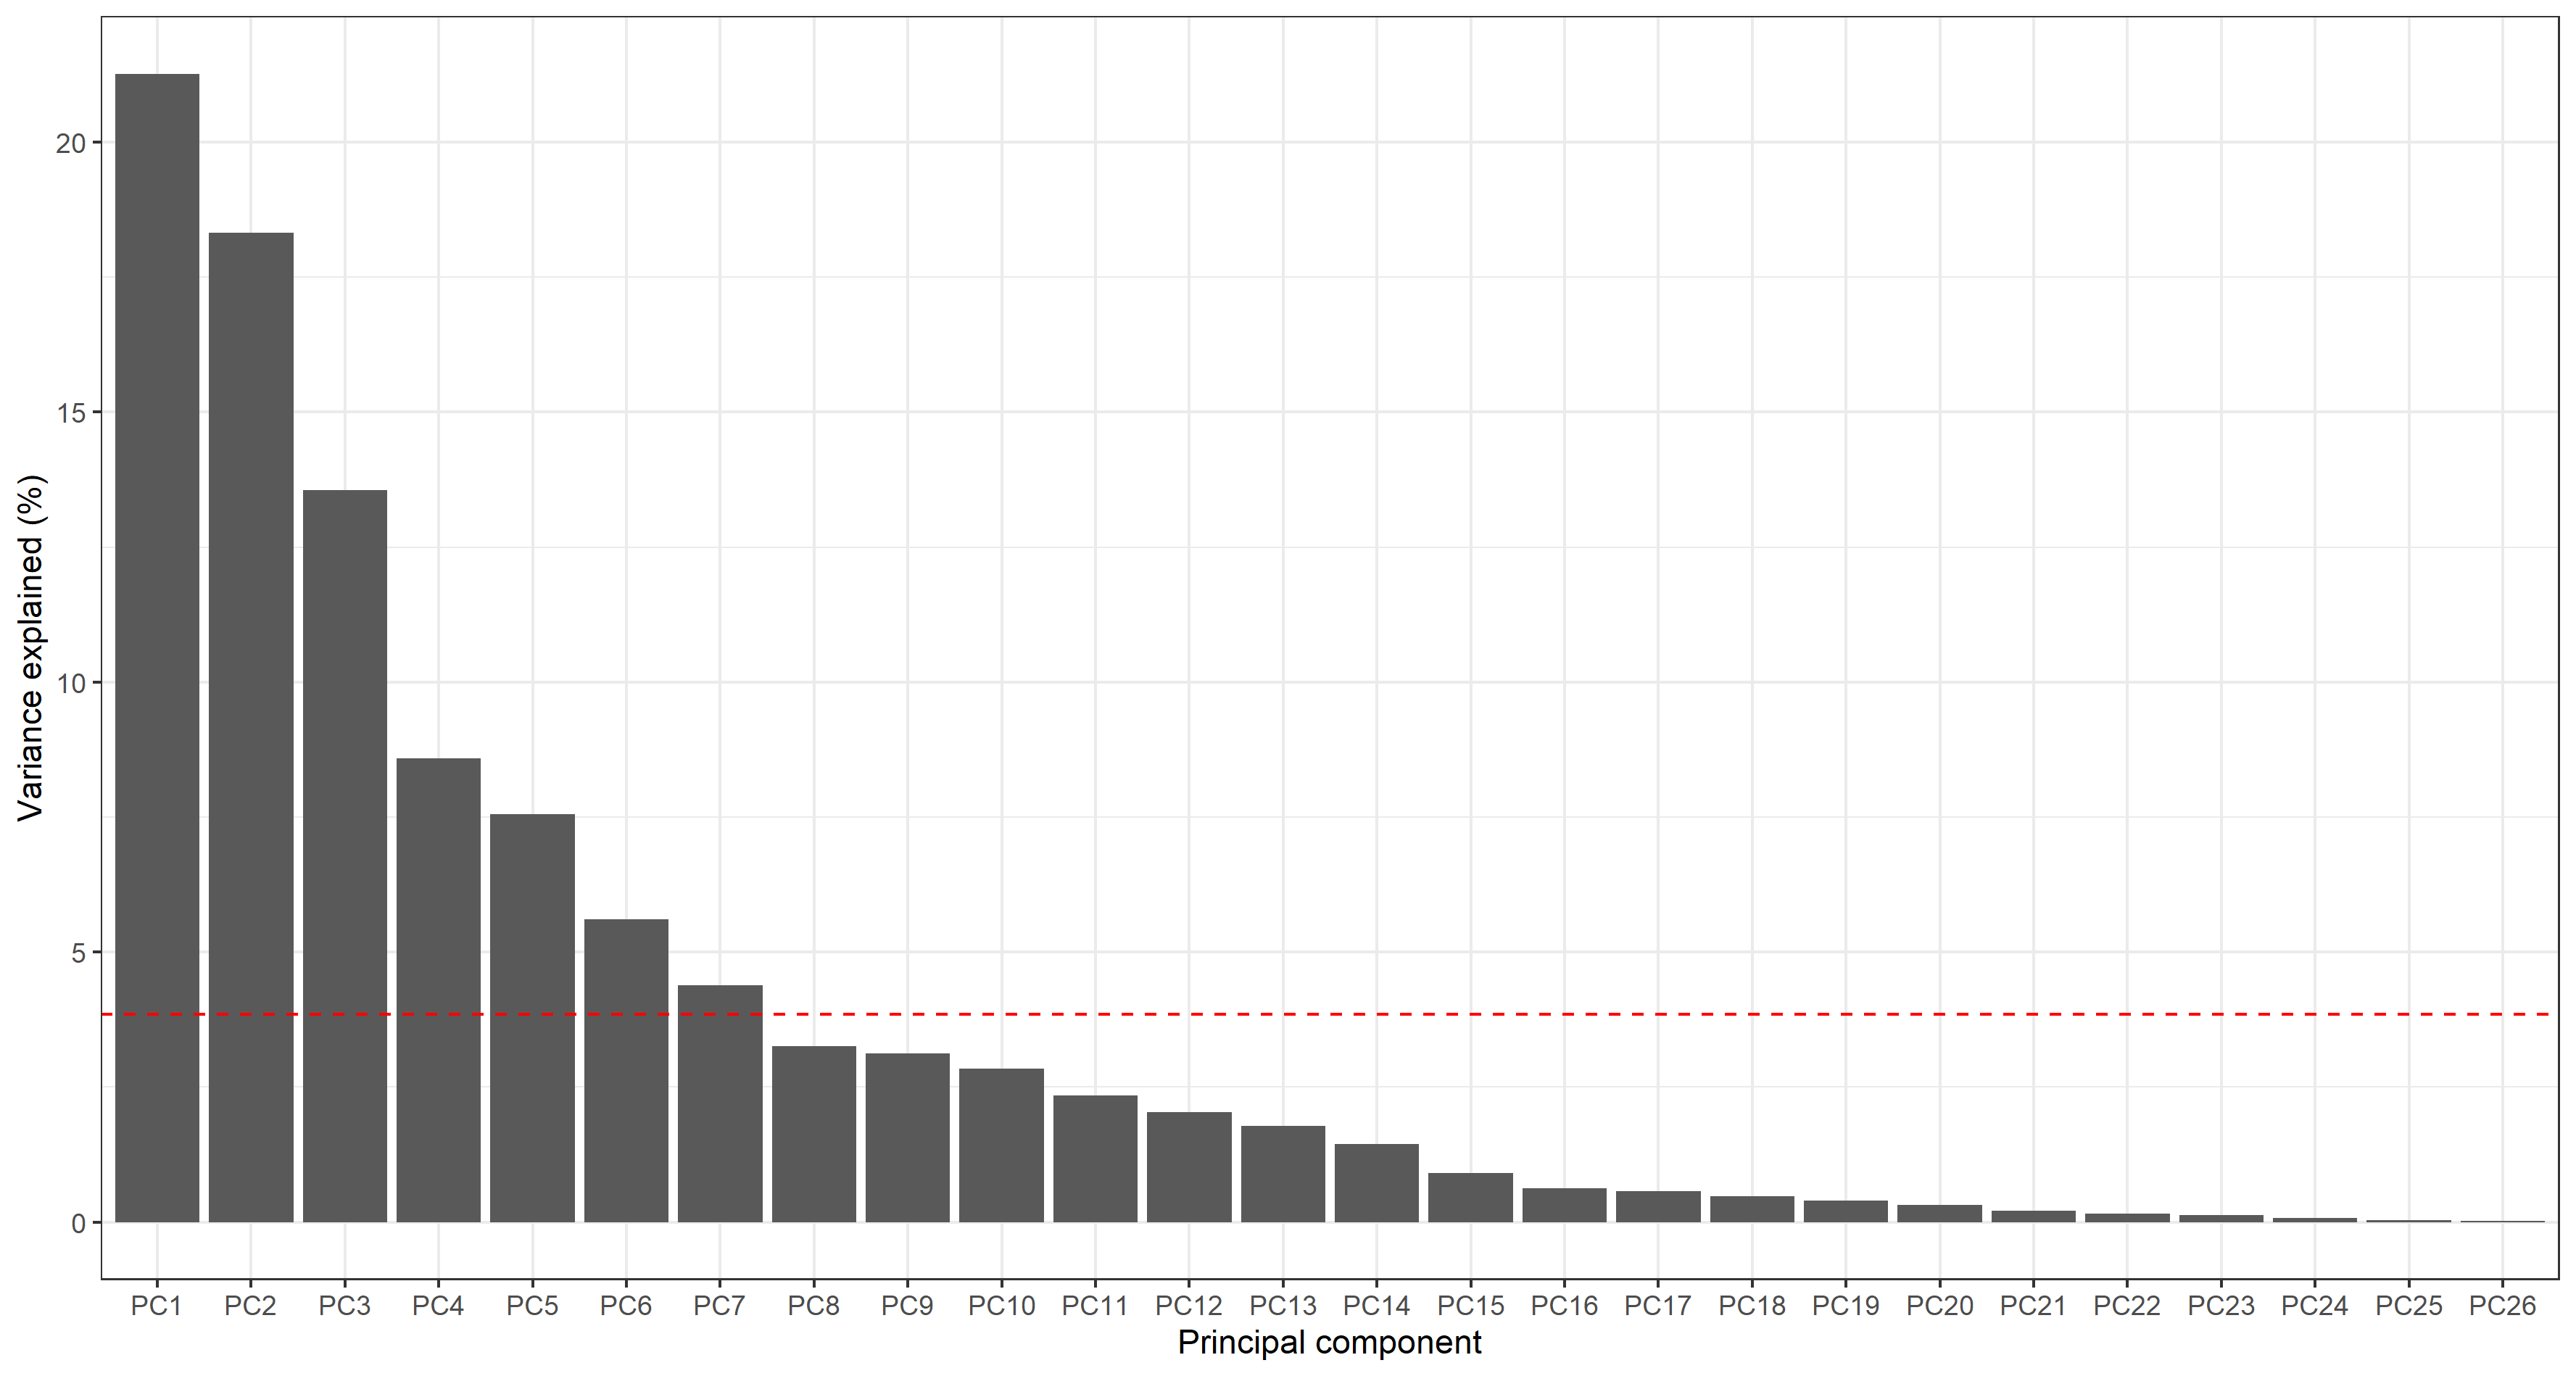 Variance explained (%)
20
15
10
5
0
PC1 PC2 PC3 PC4 PC5 PC6 PC7 PC8 PC9 PC10 PC11 PC12 PC13 PC14 PC15 PC16 PC17 PC18 PC19 PC20 PC21 PC22 PC23 PC24 PC25 PC26
Principal component